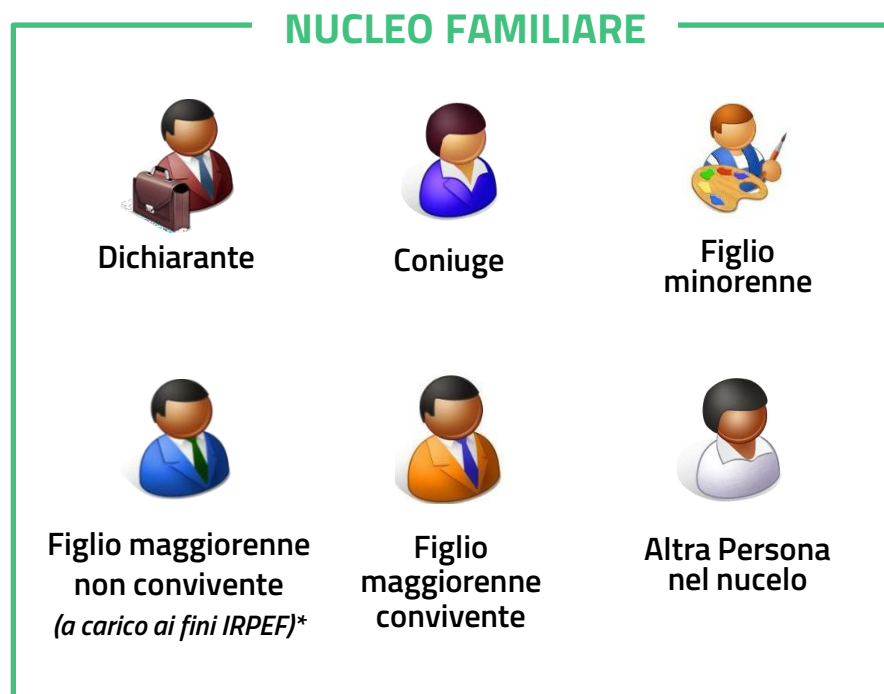 NUCLEO FAMILIARE
Dichiarante
Coniuge
Figlio
minorenne
Figlio maggiorenne
non convivente
(a carico ai fini IRPEF)*
Figlio
maggiorenne
convivente
Altra Persona
nel nucelo